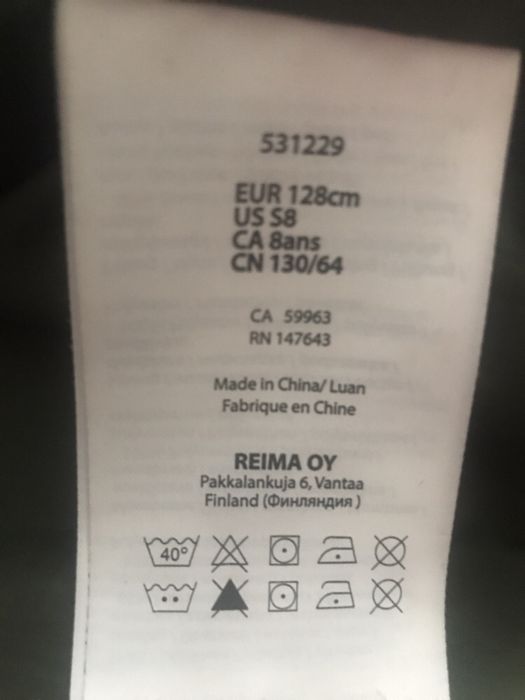 531229
EUR 128cm
US S8
CA 8ans
CN 130/64
CA 59963
RN 147643
Made in China/ Luan
Fabrique en Chine
REIMA OY
Pakkalankuja 6, Vantaa
Finland (Финляндия )
40°